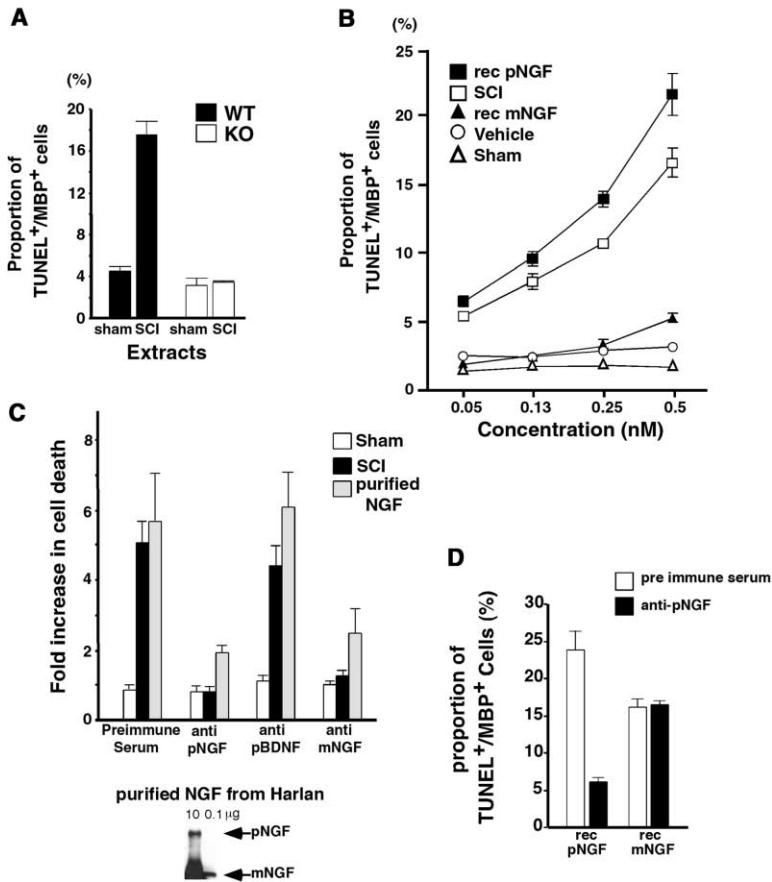 A
(%)
20
16
12
8
4
0
Proportion of
TUNEL+/MBP+ cells
WT
KO
sham SCI sham SCI
Extracts
B
(%)
25
20
15
10
5
0
Proportion of
TUNEL+/MBP+ cells
rec pNGF
SCI
rec mNGF
Vehicle
Sham
0.05 0.13 0.25 0.5
Concentration (nM)
C
8
6
4
2
0
Fold increase in cell death
Sham
SCI
purified
NGF
Preimmune
Serum
anti
pNGF
anti
pBDNF
anti
mNGF
purified NGF from Harlan
10 0.1 µg
pNGF
mNGF
D
pre immune serum
anti-pNGF
30
25
20
15
10
5
0
proportion of
TUNEL+/MBP+ Cells (%)
rec
pNGF
rec
mNGF